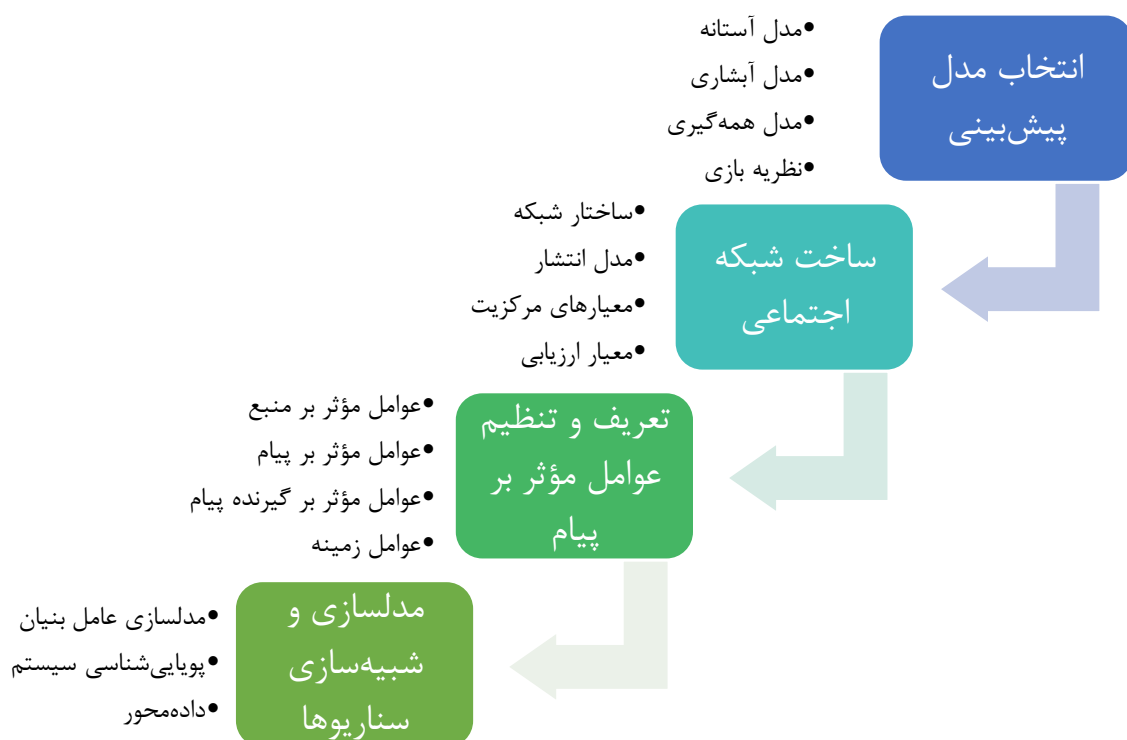 انتخاب مدل
پیش‌بینی
•مدل آستانه
•مدل آبشاری
•مدل همه‌گیری
•نظریه بازی
ساخت شبکه
اجتماعی
•ساختار شبکه
•مدل انتشار
•معیارهای مرکزیت
•معیار ارزیابی
تعریف و تنظیم
عوامل مؤثر بر
پیام
•عوامل مؤثر بر منبع
•عوامل مؤثر بر پیام
•عوامل مؤثر بر گیرنده پیام
•عوامل زمینه
مدلسازی و
شبیه‌سازی
سناریوها
•مدلسازی عامل بنیان
•پویایی‌شناسی سیستم
•داده‌محور